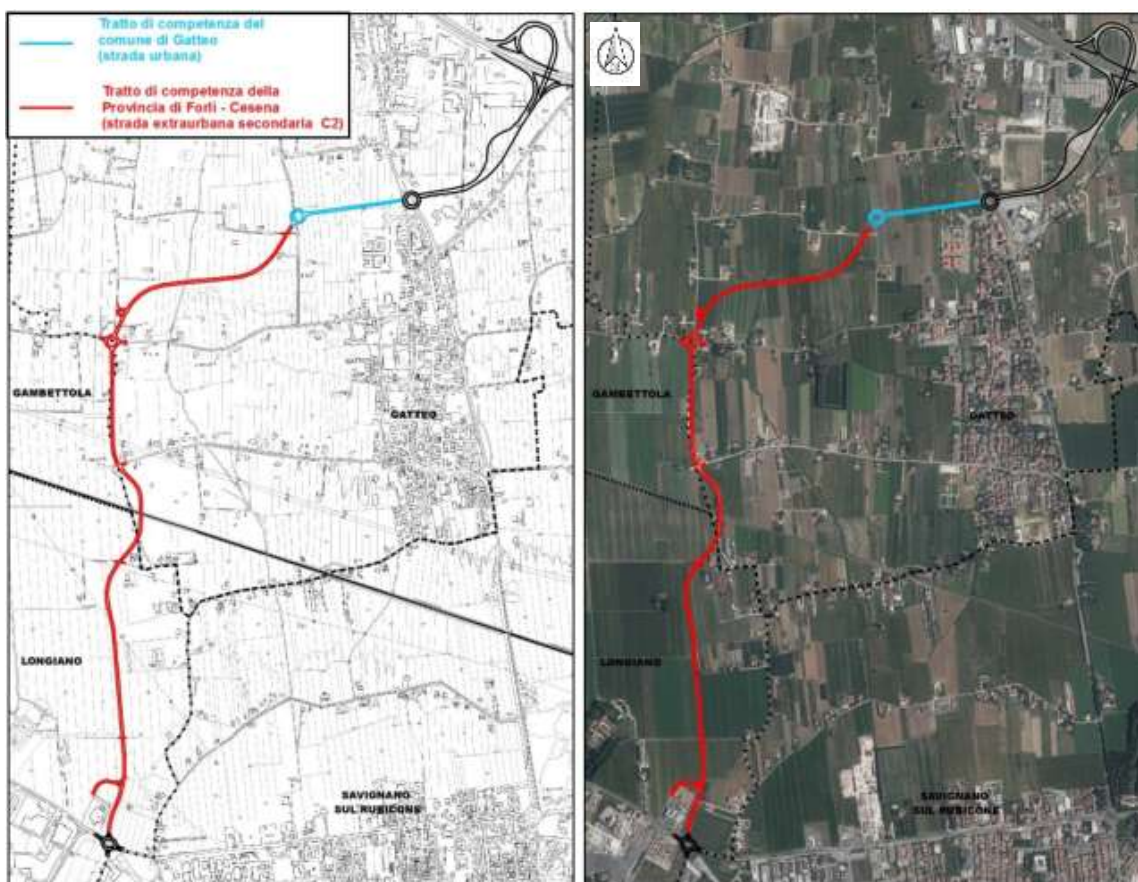 Tratto di competenza del
comune di Gatteo
(strada urbana)
Tratto di competenza della
Provincia di Forlì - Cesena
(strada extraurbana secondaria C2)
GAMBETTOLA
GATTEO
LONGIANO
SAVIGNANO
SUL RUBICONE
GAMBETTOLA
GATTEO
LONGIANO
SAVIGNANO
SUL RUBICONE